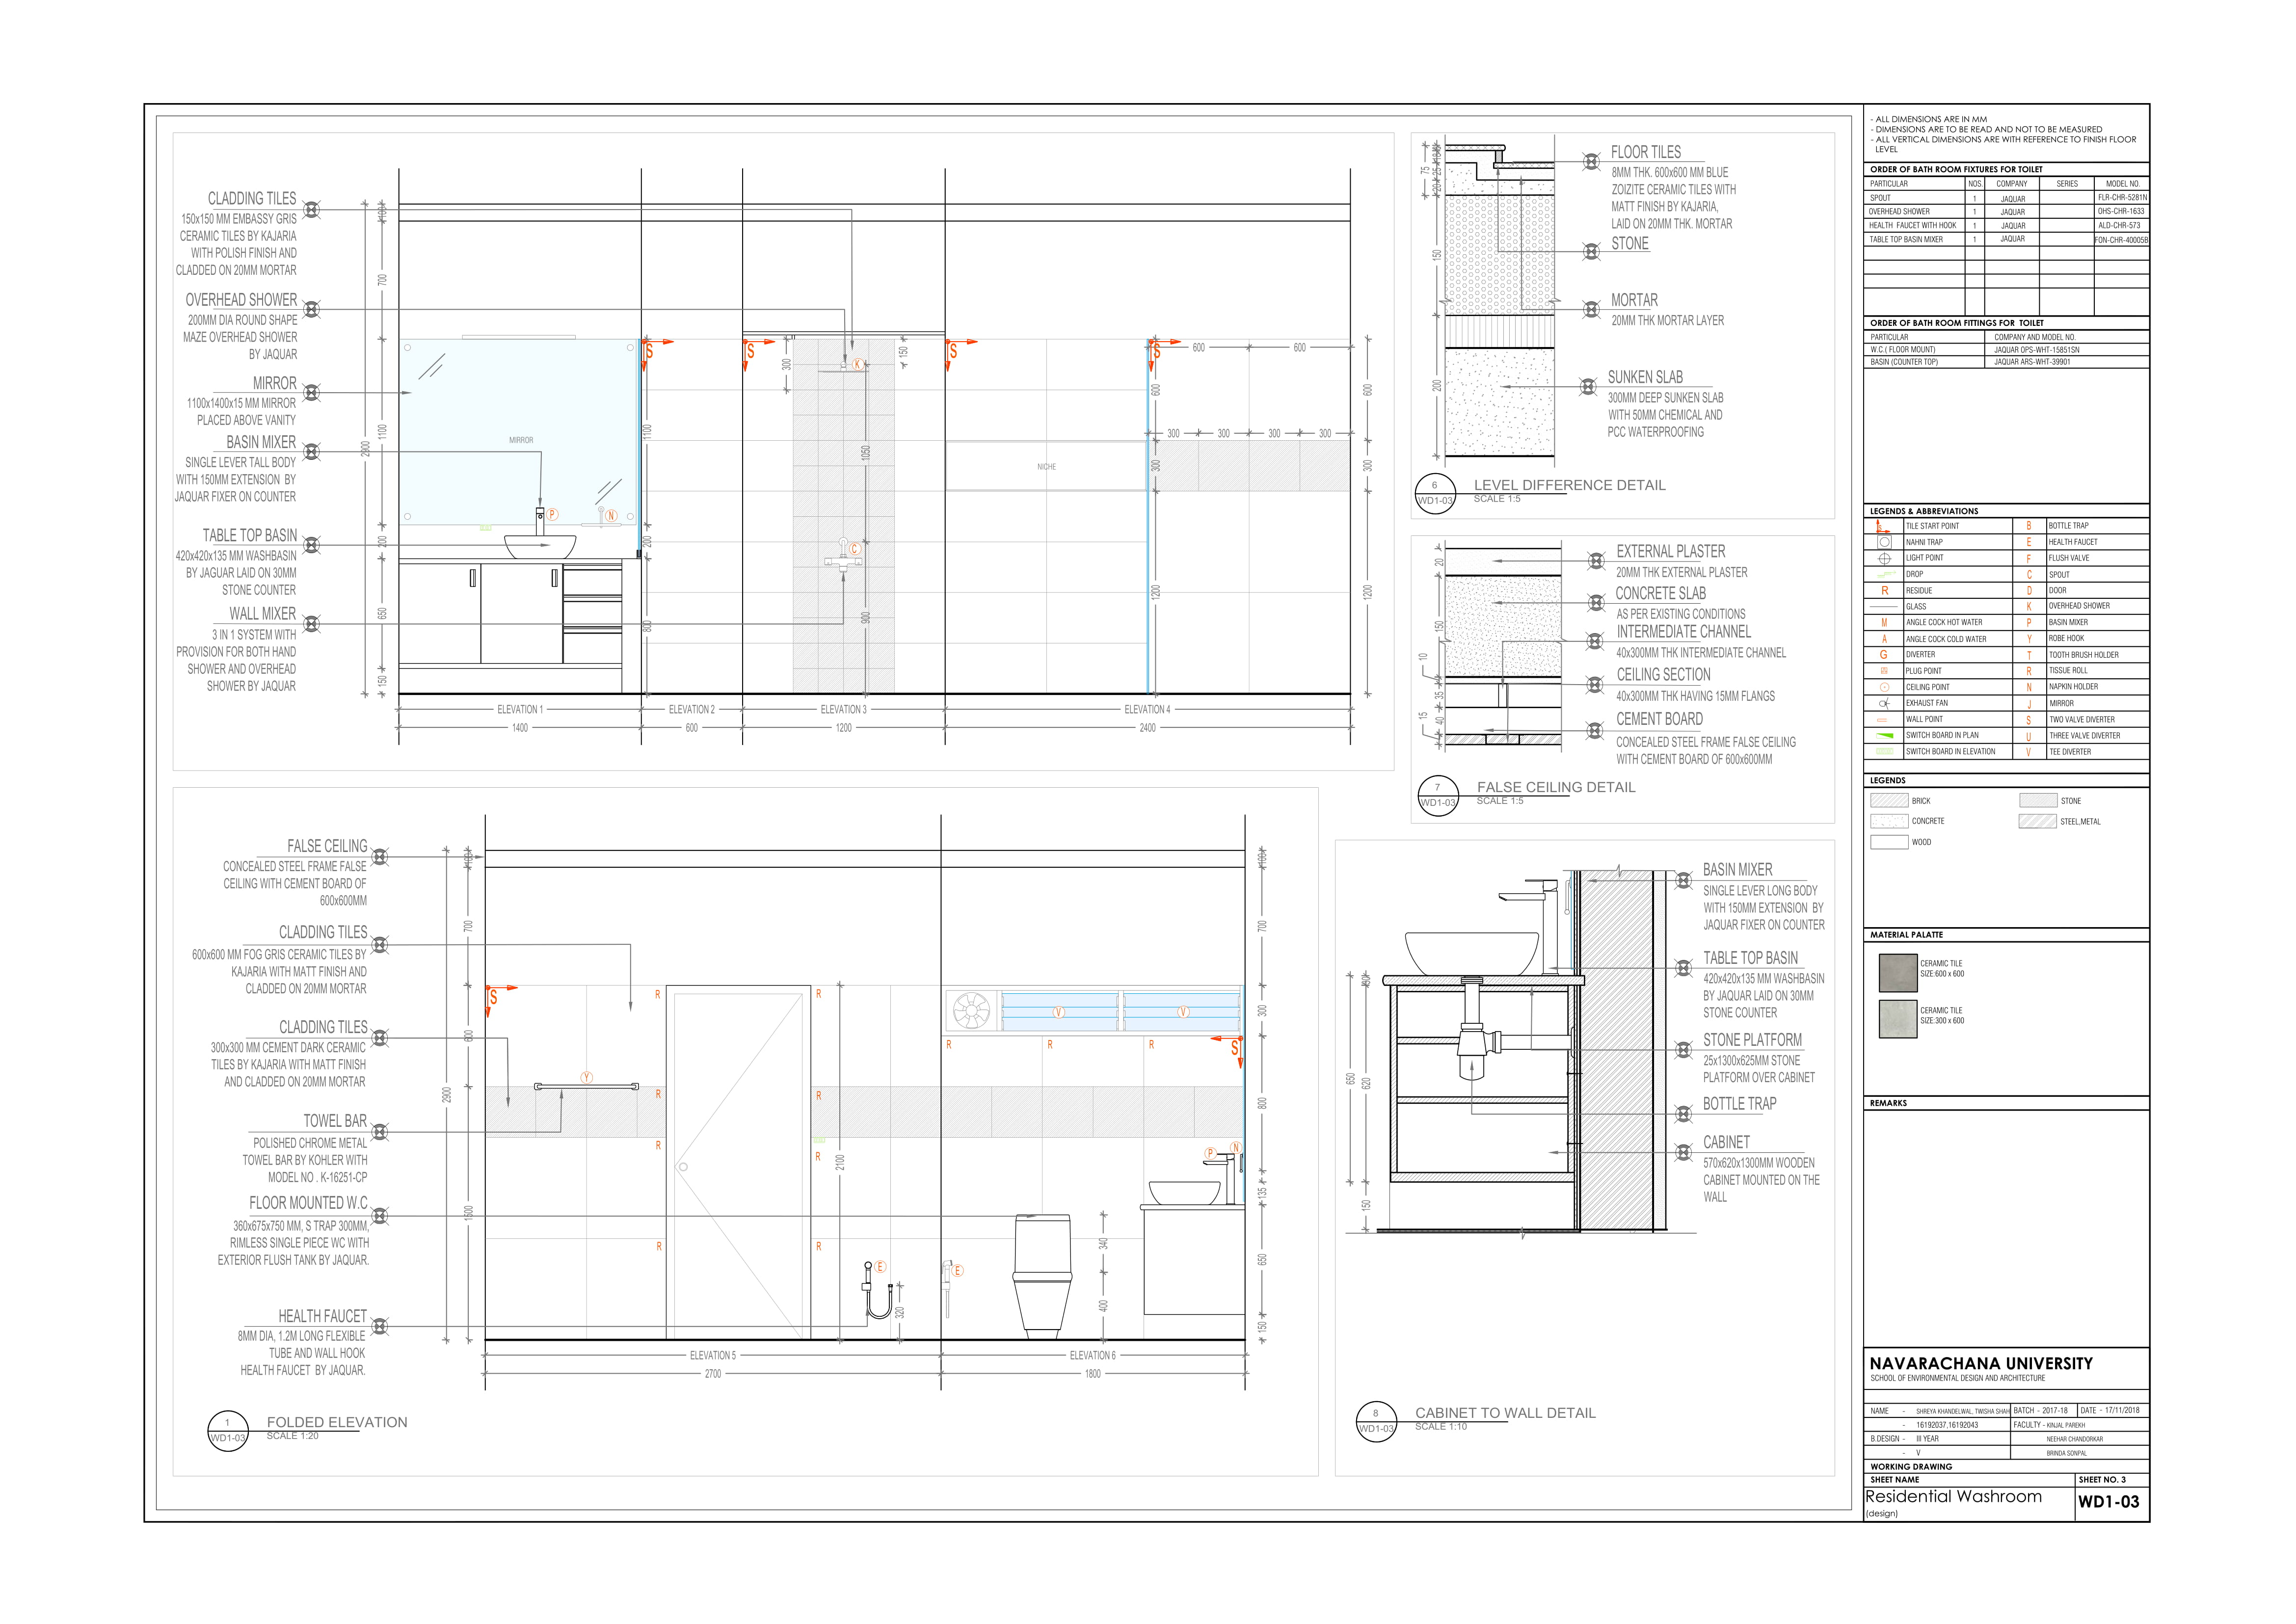 CLADDING TILES
150x150 MM EMBASSY GRIS
CERAMIC TILES BY KAJARIA
WITH POLISH FINISH AND
CLADDED ON 20MM MORTAR
OVERHEAD SHOWER
200MM DIA ROUND SHAPE
MAZE OVERHEAD SHOWER
BY JAQUAR
MIRROR
1100x1400x15 MM MIRROR
PLACED ABOVE VANITY
BASIN MIXER
SINGLE LEVER TALL BODY
WITH 150MM EXTENSION BY
JAQUAR FIXER ON COUNTER
TABLE TOP BASIN
420x420x135 MM WASHBASIN
BY JAGUAR LAID ON 30MM
STONE COUNTER
WALL MIXER
3 IN 1 SYSTEM WITH
PROVISION FOR BOTH HAND
SHOWER AND OVERHEAD
SHOWER BY JAQUAR
2900
100
700
1100
200
650
150
MIRROR
P
N
S
1100
200
800
S
300
150
K
1050
C
900
S
NICHE
S
600
600
600
300
300
300
300
300
1200
600
300
1200
ELEVATION 1
ELEVATION 2
ELEVATION 3
ELEVATION 4
1400
600
1200
2400
FALSE CEILING
CONCEALED STEEL FRAME FALSE
CEILING WITH CEMENT BOARD OF
600x600MM
CLADDING TILES
600x600 MM FOG GRIS CERAMIC TILES BY
KAJARIA WITH MATT FINISH AND
CLADDED ON 20MM MORTAR
CLADDING TILES
300x300 MM CEMENT DARK CERAMIC
TILES BY KAJARIA WITH MATT FINISH
AND CLADDED ON 20MM MORTAR
TOWEL BAR
POLISHED CHROME METAL
TOWEL BAR BY KOHLER WITH
MODEL NO . K-16251-CP
FLOOR MOUNTED W.C
360x675x750 MM, S TRAP 300MM,
RIMLESS SINGLE PIECE WC WITH
EXTERIOR FLUSH TANK BY JAQUAR.
HEALTH FAUCET
8MM DIA, 1.2M LONG FLEXIBLE
TUBE AND WALL HOOK
HEALTH FAUCET BY JAQUAR.
2900
100
700
600
1500
S
Y
R
R
R
R
R
R
R
R
2100
E
320
E
V
V
R
R
R
S
P
N
340
400
100
700
300
800
135
650
150
ELEVATION 5
ELEVATION 6
2700
1800
1
WD1-03
FOLDED ELEVATION
SCALE 1:20
75
150
200
FLOOR TILES
8MM THK. 600x600 MM BLUE
ZOIZITE CERAMIC TILES WITH
MATT FINISH BY KAJARIA,
LAID ON 20MM THK. MORTAR
STONE
MORTAR
20MM THK MORTAR LAYER
SUNKEN SLAB
300MM DEEP SUNKEN SLAB
WITH 50MM CHEMICAL AND
PCC WATERPROOFING
6
WD1-03
LEVEL DIFFERENCE DETAIL
SCALE 1:5
20
150
10
35
15
40
EXTERNAL PLASTER
20MM THK EXTERNAL PLASTER
CONCRETE SLAB
AS PER EXISTING CONDITIONS
INTERMEDIATE CHANNEL
40x300MM THK INTERMEDIATE CHANNEL
CEILING SECTION
40x300MM THK HAVING 15MM FLANGS
CEMENT BOARD
CONCEALED STEEL FRAME FALSE CEILING
WITH CEMENT BOARD OF 600x600MM
7
WD1-03
FALSE CEILING DETAIL
SCALE 1:5
650
620
150
BASIN MIXER
SINGLE LEVER LONG BODY
WITH 150MM EXTENSION BY
JAQUAR FIXER ON COUNTER
TABLE TOP BASIN
420x420x135 MM WASHBASIN
BY JAQUAR LAID ON 30MM
STONE COUNTER
STONE PLATFORM
25x1300x625MM STONE
PLATFORM OVER CABINET
BOTTLE TRAP
CABINET
570x620x1300MM WOODEN
CABINET MOUNTED ON THE
WALL
8
WD1-03
CABINET TO WALL DETAIL
SCALE 1:10
- ALL DIMENSIONS ARE IN MM
- DIMENSIONS ARE TO BE READ AND NOT TO BE MEASURED
- ALL VERTICAL DIMENSIONS ARE WITH REFERENCE TO FINISH FLOOR
LEVEL
ORDER OF BATH ROOM FIXTURES FOR TOILET
PARTICULAR NOS. COMPANY SERIES MODEL NO.
SPOUT 1 JAQUAR FLR-CHR-5281N
OVERHEAD SHOWER 1 JAQUAR OHS-CHR-1633
HEALTH FAUCET WITH HOOK 1 JAQUAR ALD-CHR-573
TABLE TOP BASIN MIXER 1 JAQUAR FON-CHR-40005B
ORDER OF BATH ROOM FITTINGS FOR TOILET
PARTICULAR COMPANY AND MODEL NO.
W.C.( FLOOR MOUNT) JAQUAR OPS-WHT-15851SN
BASIN (COUNTER TOP) JAQUAR ARS-WHT-39901
LEGENDS & ABBREVIATIONS
TILE START POINT B BOTTLE TRAP
NAHNI TRAP E HEALTH FAUCET
LIGHT POINT F FLUSH VALVE
DROP C SPOUT
R RESIDUE D DOOR
GLASS K OVERHEAD SHOWER
M ANGLE COCK HOT WATER P BASIN MIXER
A ANGLE COCK COLD WATER Y ROBE HOOK
G DIVERTER T TOOTH BRUSH HOLDER
PLUG POINT R TISSUE ROLL
CEILING POINT N NAPKIN HOLDER
EXHAUST FAN J MIRROR
WALL POINT S TWO VALVE DIVERTER
SWITCH BOARD IN PLAN U THREE VALVE DIVERTER
SWITCH BOARD IN ELEVATION V TEE DIVERTER
LEGENDS
BRICK STONE
CONCRETE STEEL,METAL
WOOD
MATERIAL PALATTE
CERAMIC TILE
SIZE:600 x 600
CERAMIC TILE
SIZE:300 x 600
REMARKS
NAVARACHANA UNIVERSITY
SCHOOL OF ENVIRONMENTAL DESIGN AND ARCHITECTURE
NAME - SHREYA KHANDELWAL, TWISHA SHAH BATCH - 2017-18 DATE - 17/11/2018
- 16192037,16192043 FACULTY - KINJAL PAREKH
B.DESIGN - III YEAR NEEHAR CHANDORKAR
- V BRINDA SONPAL
WORKING DRAWING
SHEET NAME SHEET NO. 3
Residential Washroom WD1-03
(design)